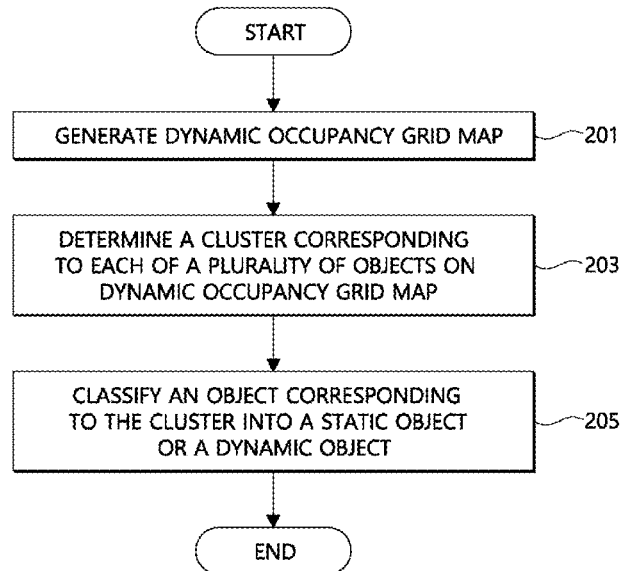 START
GENERATE DYNAMIC OCCUPANCY GRID MAP
201
DETERMINE A CLUSTER CORRESPONDING
TO EACH OF A PLURALITY OF OBJECTS ON
DYNAMIC OCCUPANCY GRID MAP
203
CLASSIFY AN OBJECT CORRESPONDING
TO THE CLUSTER INTO A STATIC OBJECT
OR A DYNAMIC OBJECT
205
END